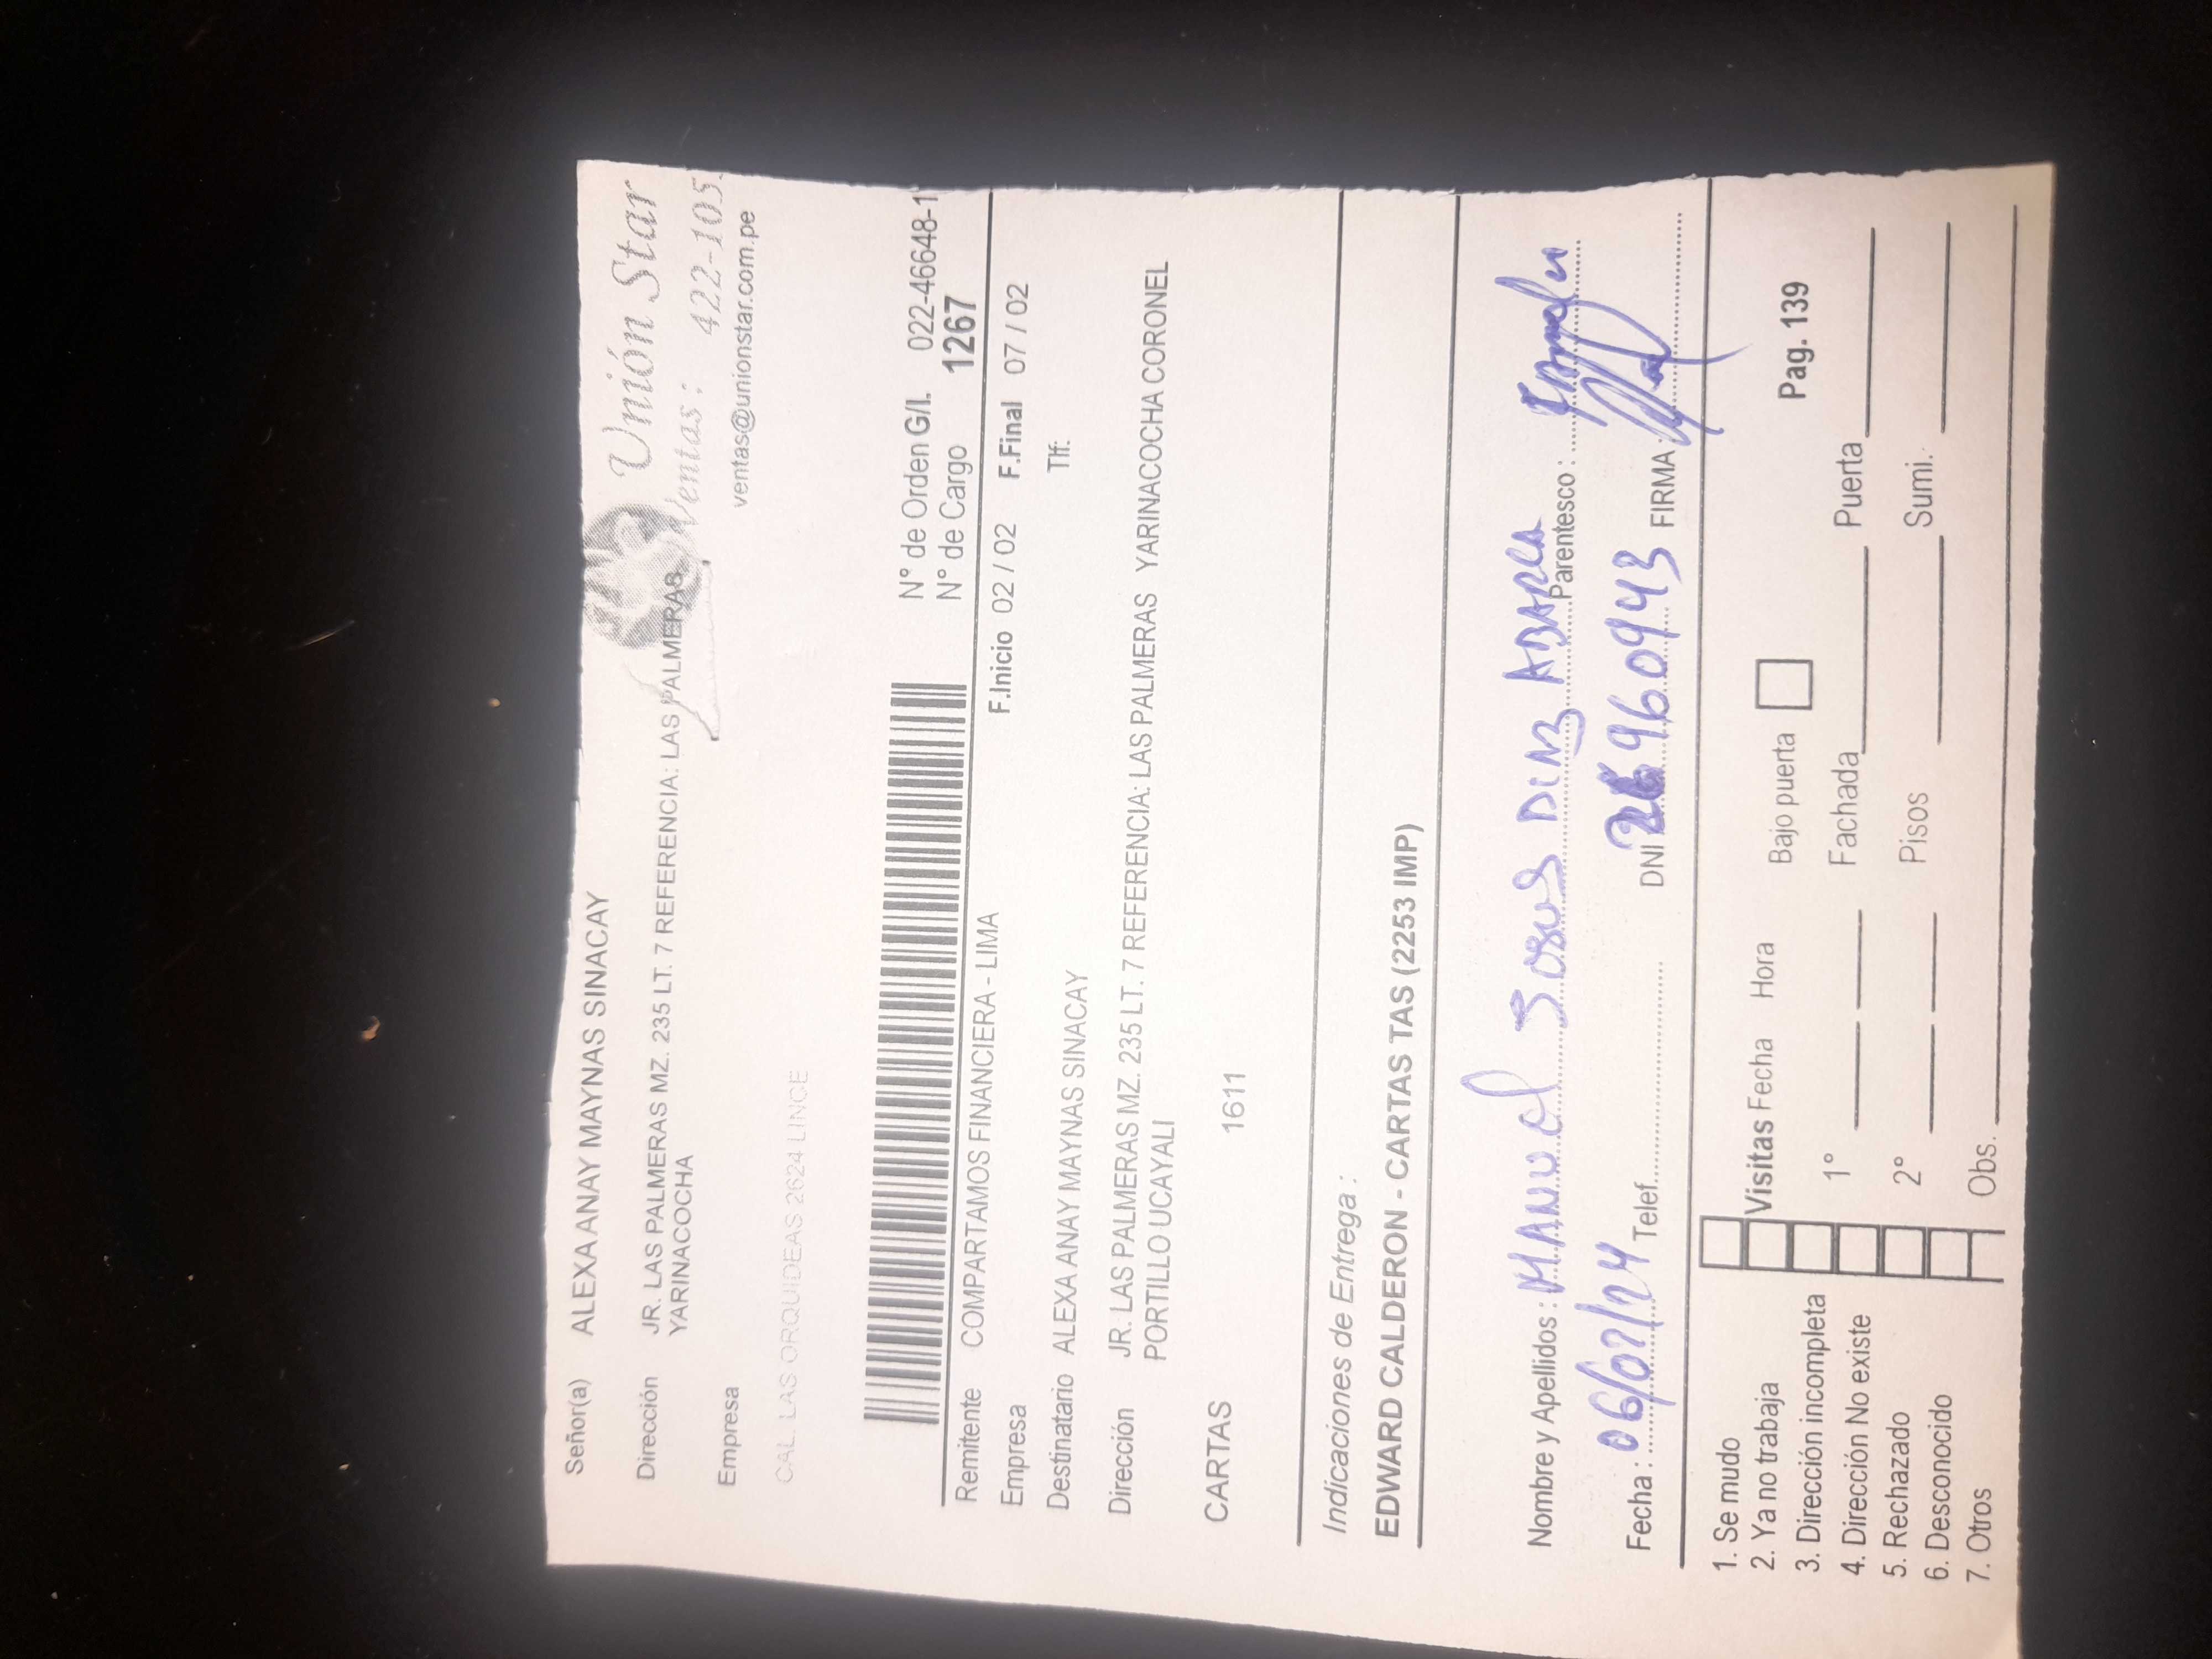 Unión Star
Ventas: 422-105
ventas@unionstar.com.pe
Señor(a) ALEXA ANAY MAYNAS SINACAY
Dirección JR. LAS PALMERAS MZ. 235 LT. 7 REFERENCIA: LAS PALMERAS
YARINACOCHA
Empresa
CAL. LAS ORQUIDEAS 2624 LINCE
N° de Orden G/I. 022-46648-1
N° de Cargo 1267
Remitente COMPARTAMOS FINANCIERA - LIMA F.Inicio 02 / 02 F.Final 07 / 02
Empresa
Destinatario ALEXA ANAY MAYNAS SINACAY Tlf.
Dirección JR. LAS PALMERAS MZ. 235 LT. 7 REFERENCIA: LAS PALMERAS YARINACOCHA CORONEL
PORTILLO UCAYALI
CARTAS 1611
Indicaciones de Entrega :
EDWARD CALDERON - CARTAS TAS (2253 IMP)
Nombre y Apellidos : MANUEL Parentesco :
Fecha : 06/02/24 Telef. DNI FIRMA
1. Se mudo
2. Ya no trabaja
3. Dirección incompleta
4. Dirección No existe
5. Rechazado
6. Desconocido
7. Otros
Visitas Fecha Hora Bajo puerta Pag. 139
1° Fachada Puerta
2° Pisos Sumi.
Obs.